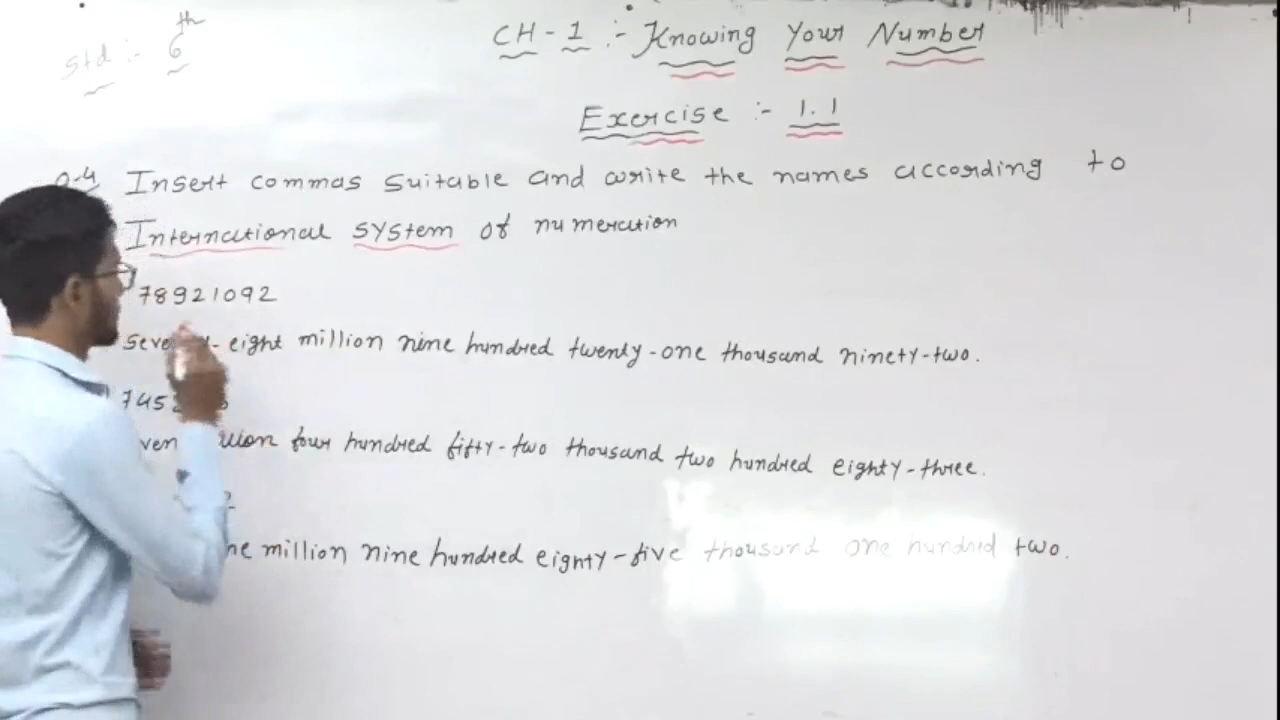 Std :- 6th
CH-1 :- Knowing Your Number
Exercise :- 1.1
Q-4 Insert commas suitable and write the names according to
International system of numeration
78921092
eight million nine hundred twenty-one thousand ninety-two.
four hundred fifty-two thousand two hundred eighty-three.
million nine hundred eighty-five thousand one hundred two.